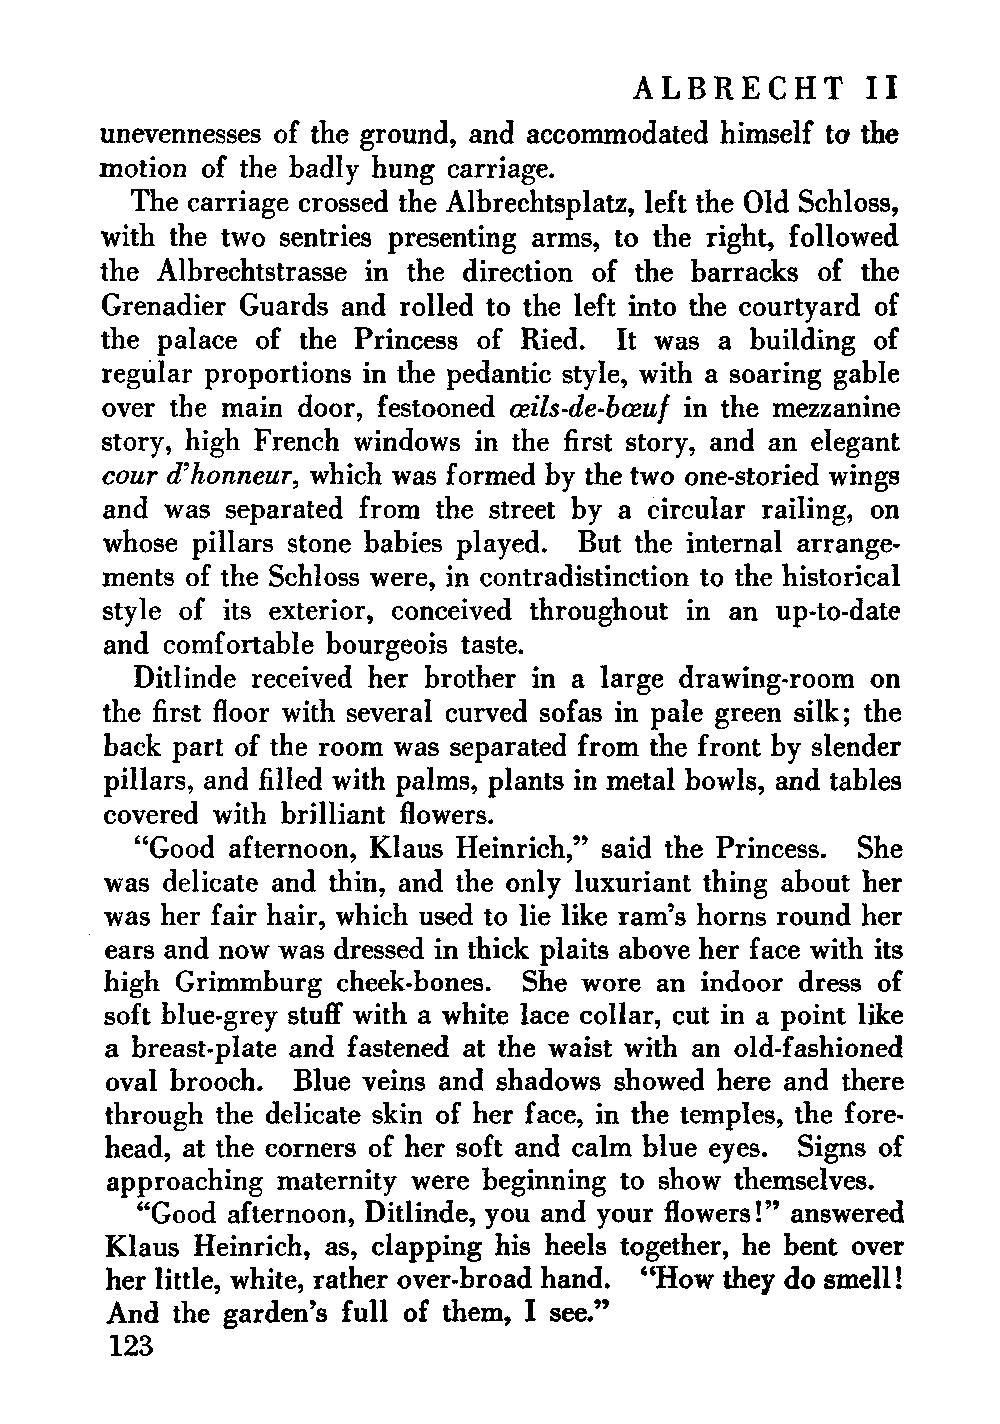 ALBRECHT II
unevennesses of the ground, and accommodated himself to the
motion of the badly hung carriage.
The carriage crossed the Albrechtsplatz, left the Old Schloss,
with the two sentries presenting arms, to the right, followed
the Albrechtstrasse in the direction of the barracks of the
Grenadier Guards and rolled to the left into the courtyard of
the palace of the Princess of Ried. It was a building of
regular proportions in the pedantic style, with a soaring gable
over the main door, festooned œils-de-bœuf in the mezzanine
story, high French windows in the first story, and an elegant
cour d'honneur, which was formed by the two one-storied wings
and was separated from the street by a circular railing, on
whose pillars stone babies played. But the internal arrange-
ments of the Schloss were, in contradistinction to the historical
style of its exterior, conceived throughout in an up-to-date
and comfortable bourgeois taste.
Ditlinde received her brother in a large drawing-room on
the first floor with several curved sofas in pale green silk; the
back part of the room was separated from the front by slender
pillars, and filled with palms, plants in metal bowls, and tables
covered with brilliant flowers.
“Good afternoon, Klaus Heinrich,” said the Princess. She
was delicate and thin, and the only luxuriant thing about her
was her fair hair, which used to lie like ram's horns round her
ears and now was dressed in thick plaits above her face with its
high Grimmburg cheek-bones. She wore an indoor dress of
soft blue-grey stuff with a white lace collar, cut in a point like
a breast-plate and fastened at the waist with an old-fashioned
oval brooch. Blue veins and shadows showed here and there
through the delicate skin of her face, in the temples, the fore-
head, at the corners of her soft and calm blue eyes. Signs of
approaching maternity were beginning to show themselves.
“Good afternoon, Ditlinde, you and your flowers!” answered
Klaus Heinrich, as, clapping his heels together, he bent over
her little, white, rather over-broad hand. “How they do smell!
And the garden's full of them, I see.”
123